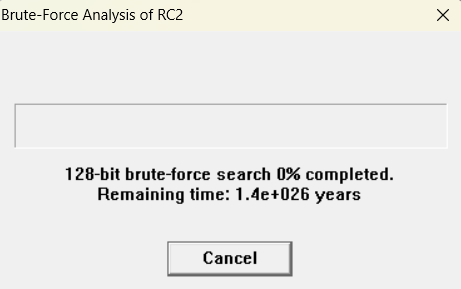 Brute-Force Analysis of RC2
128-bit brute-force search 0% completed.
Remaining time: 1.4e+026 years
Cancel